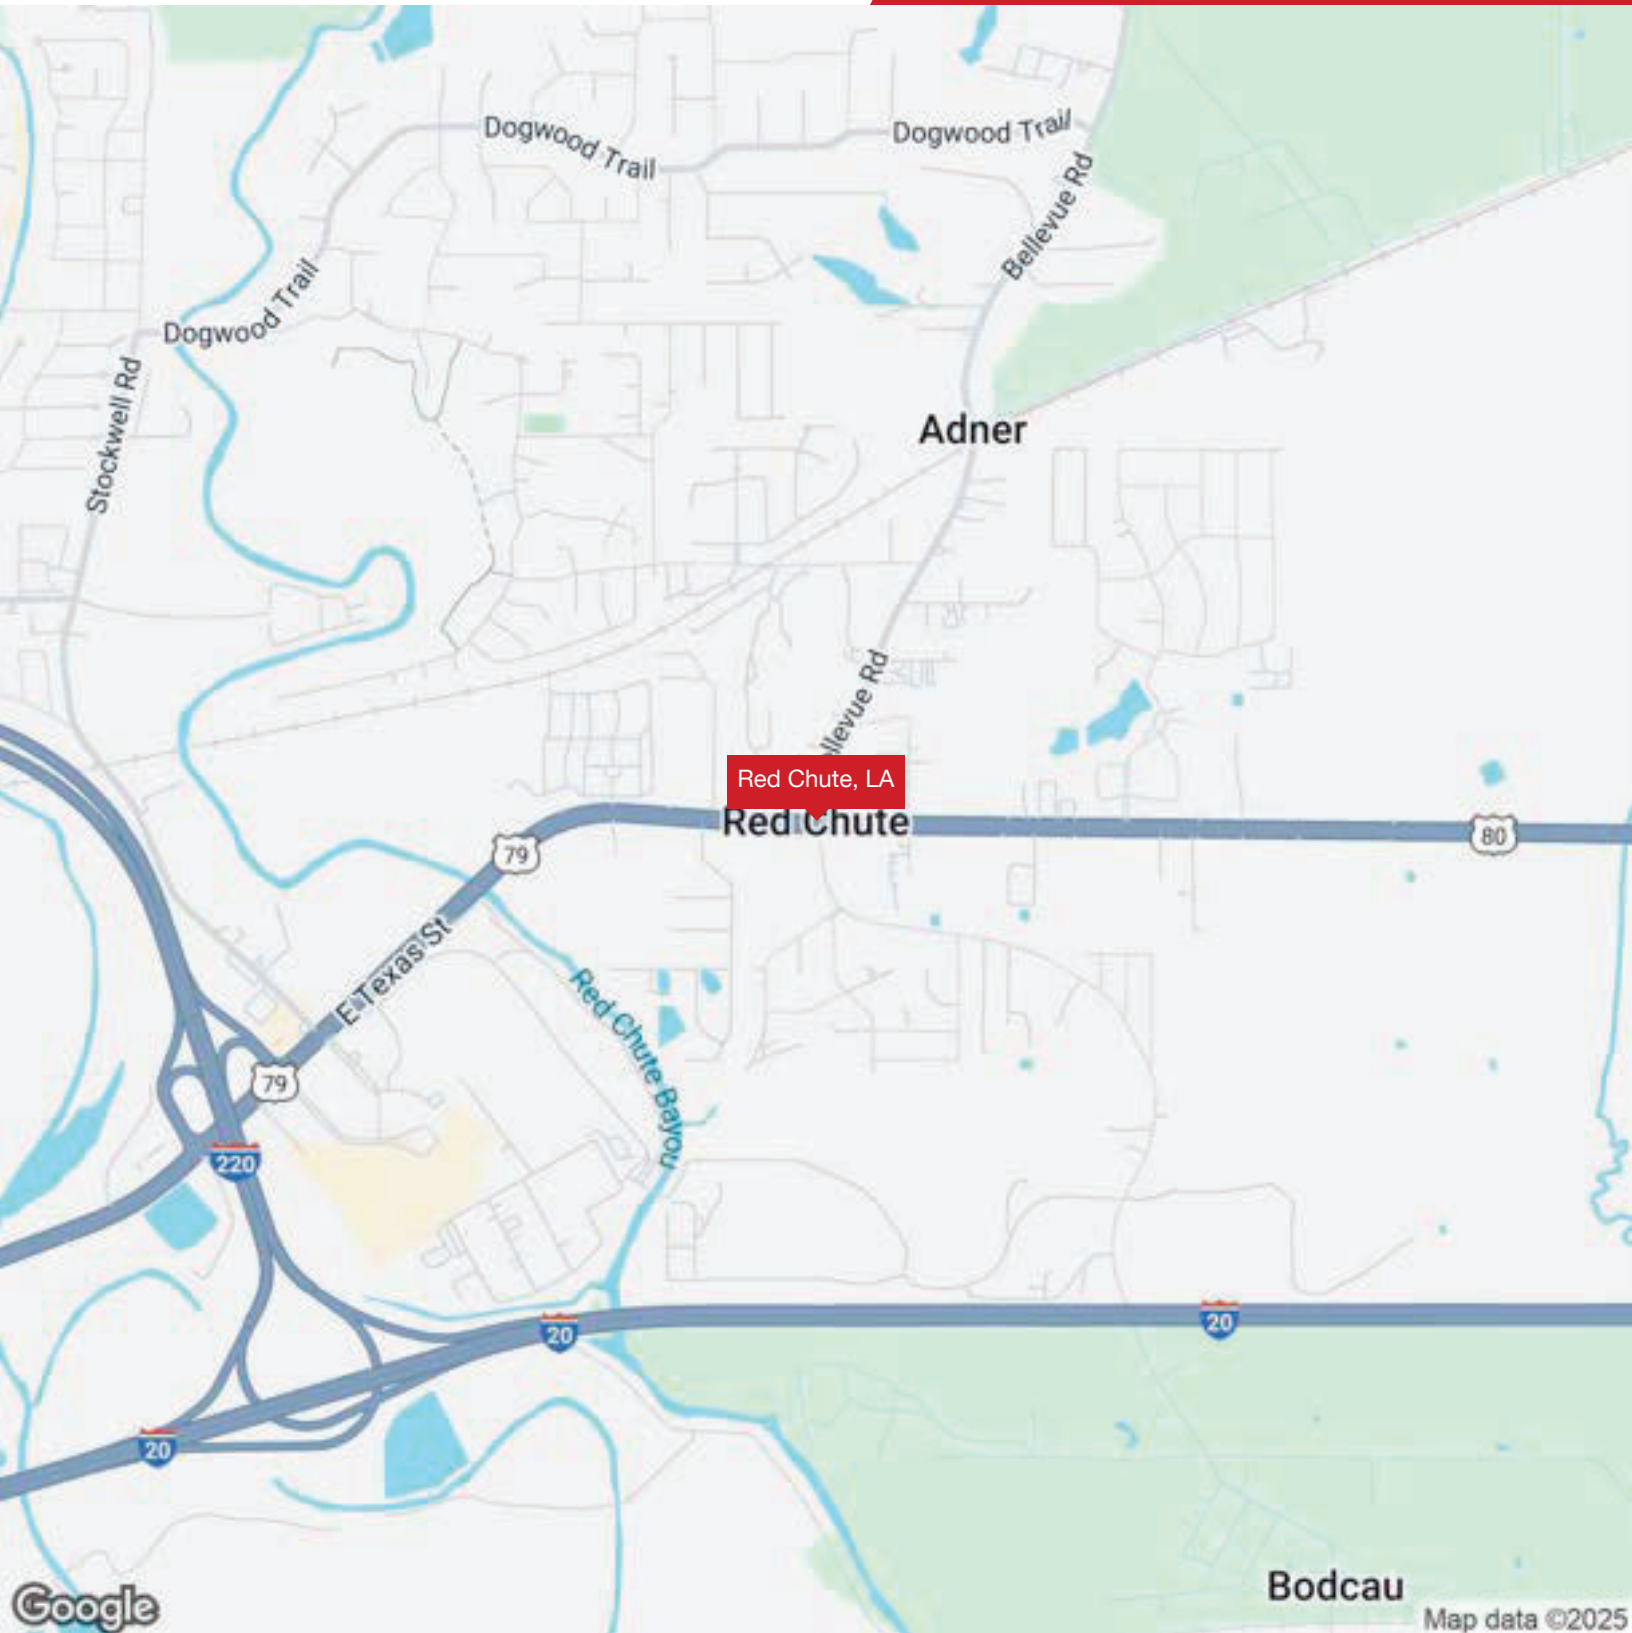 Dogwood Trail
Dogwood Trail
Bellevue Rd
Dogwood Trail
Stockwell Rd
Adner
llevue Rd
Red Chute, LA
Red Chute
79
80
E Texas St
Red Chute Bayou
79
220
20
20
20
Bodcau
Google
Map data ©2025